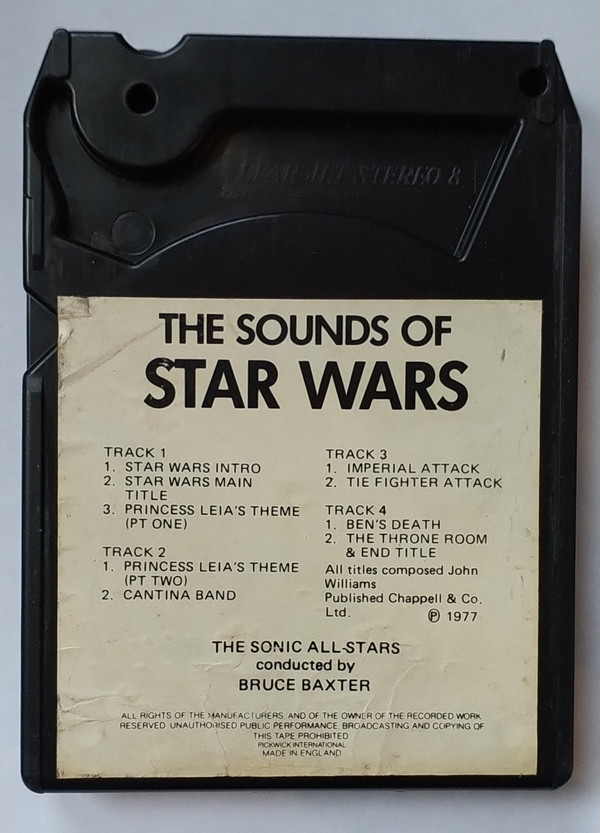 LEAR JET STEREO 8
THE SOUNDS OF
STAR WARS
TRACK 1
1. STAR WARS INTRO
2. STAR WARS MAIN
TITLE
3. PRINCESS LEIA'S THEME
(PT ONE)
TRACK 2
1. PRINCESS LEIA'S THEME
(PT TWO)
2. CANTINA BAND
TRACK 3
1. IMPERIAL ATTACK
2. TIE FIGHTER ATTACK
TRACK 4
1. BEN'S DEATH
2. THE THRONE ROOM
& END TITLE
All titles composed John
Williams
Published Chappell & Co.
Ltd. ℗ 1977
THE SONIC ALL-STARS
conducted by
BRUCE BAXTER
ALL RIGHTS OF THE MANUFACTURERS AND OF THE OWNER OF THE RECORDED WORK
RESERVED. UNAUTHORISED PUBLIC PERFORMANCE, BROADCASTING AND COPYING OF
THIS TAPE PROHIBITED
PICKWICK INTERNATIONAL
MADE IN ENGLAND